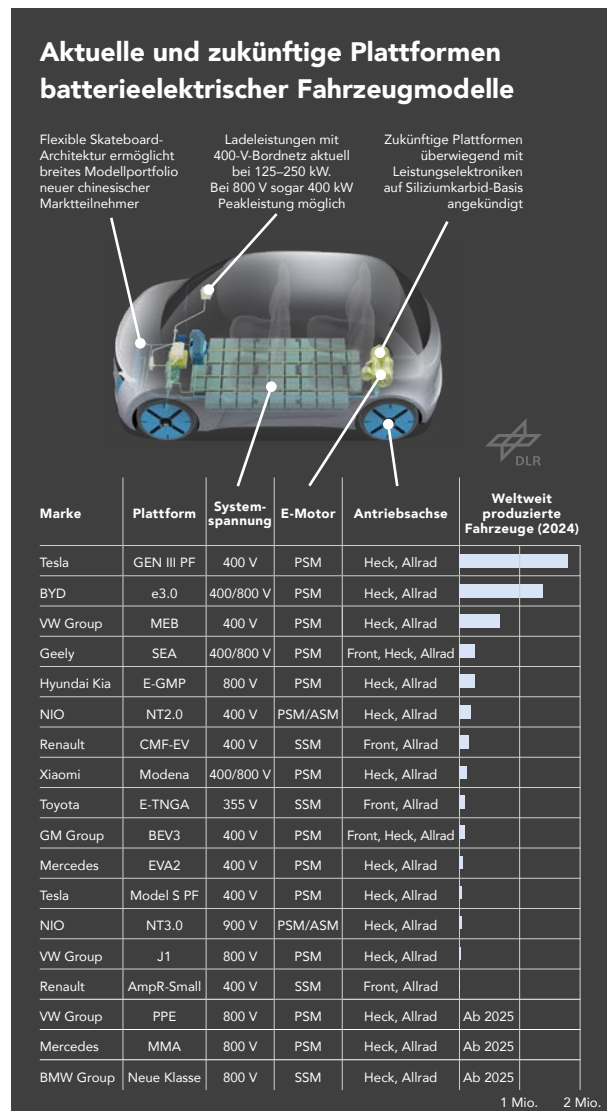 Aktuelle und zukünftige Plattformen
batterieelektrischer Fahrzeugmodelle
Flexible Skateboard-
Architektur ermöglicht
breites Modellportfolio
neuer chinesischer
Marktteilnehmer
Ladeleistungen mit
400-V-Bordnetz aktuell
bei 125–250 kW.
Bei 800 V sogar 400 kW
Peakleistung möglich
Zukünftige Plattformen
überwiegend mit
Leistungselektroniken
auf Siliziumkarbid-Basis
angekündigt
DLR
Marke Plattform System-spannung E-Motor Antriebsachse Weltweit produzierte Fahrzeuge (2024)
Tesla GEN III PF 400 V PSM Heck, Allrad
BYD e3.0 400/800 V PSM Heck, Allrad
VW Group MEB 400 V PSM Heck, Allrad
Geely SEA 400/800 V PSM Front, Heck, Allrad
Hyundai Kia E-GMP 800 V PSM Heck, Allrad
NIO NT2.0 400 V PSM/ASM Heck, Allrad
Renault CMF-EV 400 V SSM Front, Allrad
Xiaomi Modena 400/800 V PSM Heck, Allrad
Toyota E-TNGA 355 V SSM Front, Allrad
GM Group BEV3 400 V PSM Front, Heck, Allrad
Mercedes EVA2 400 V PSM Heck, Allrad
Tesla Model S PF 400 V PSM Heck, Allrad
NIO NT3.0 900 V PSM/ASM Heck, Allrad
VW Group J1 800 V PSM Heck, Allrad
Renault AmpR-Small 400 V SSM Front, Allrad
VW Group PPE 800 V PSM Heck, Allrad Ab 2025
Mercedes MMA 800 V PSM Heck, Allrad Ab 2025
BMW Group Neue Klasse 800 V SSM Heck, Allrad Ab 2025
1 Mio. 2 Mio.